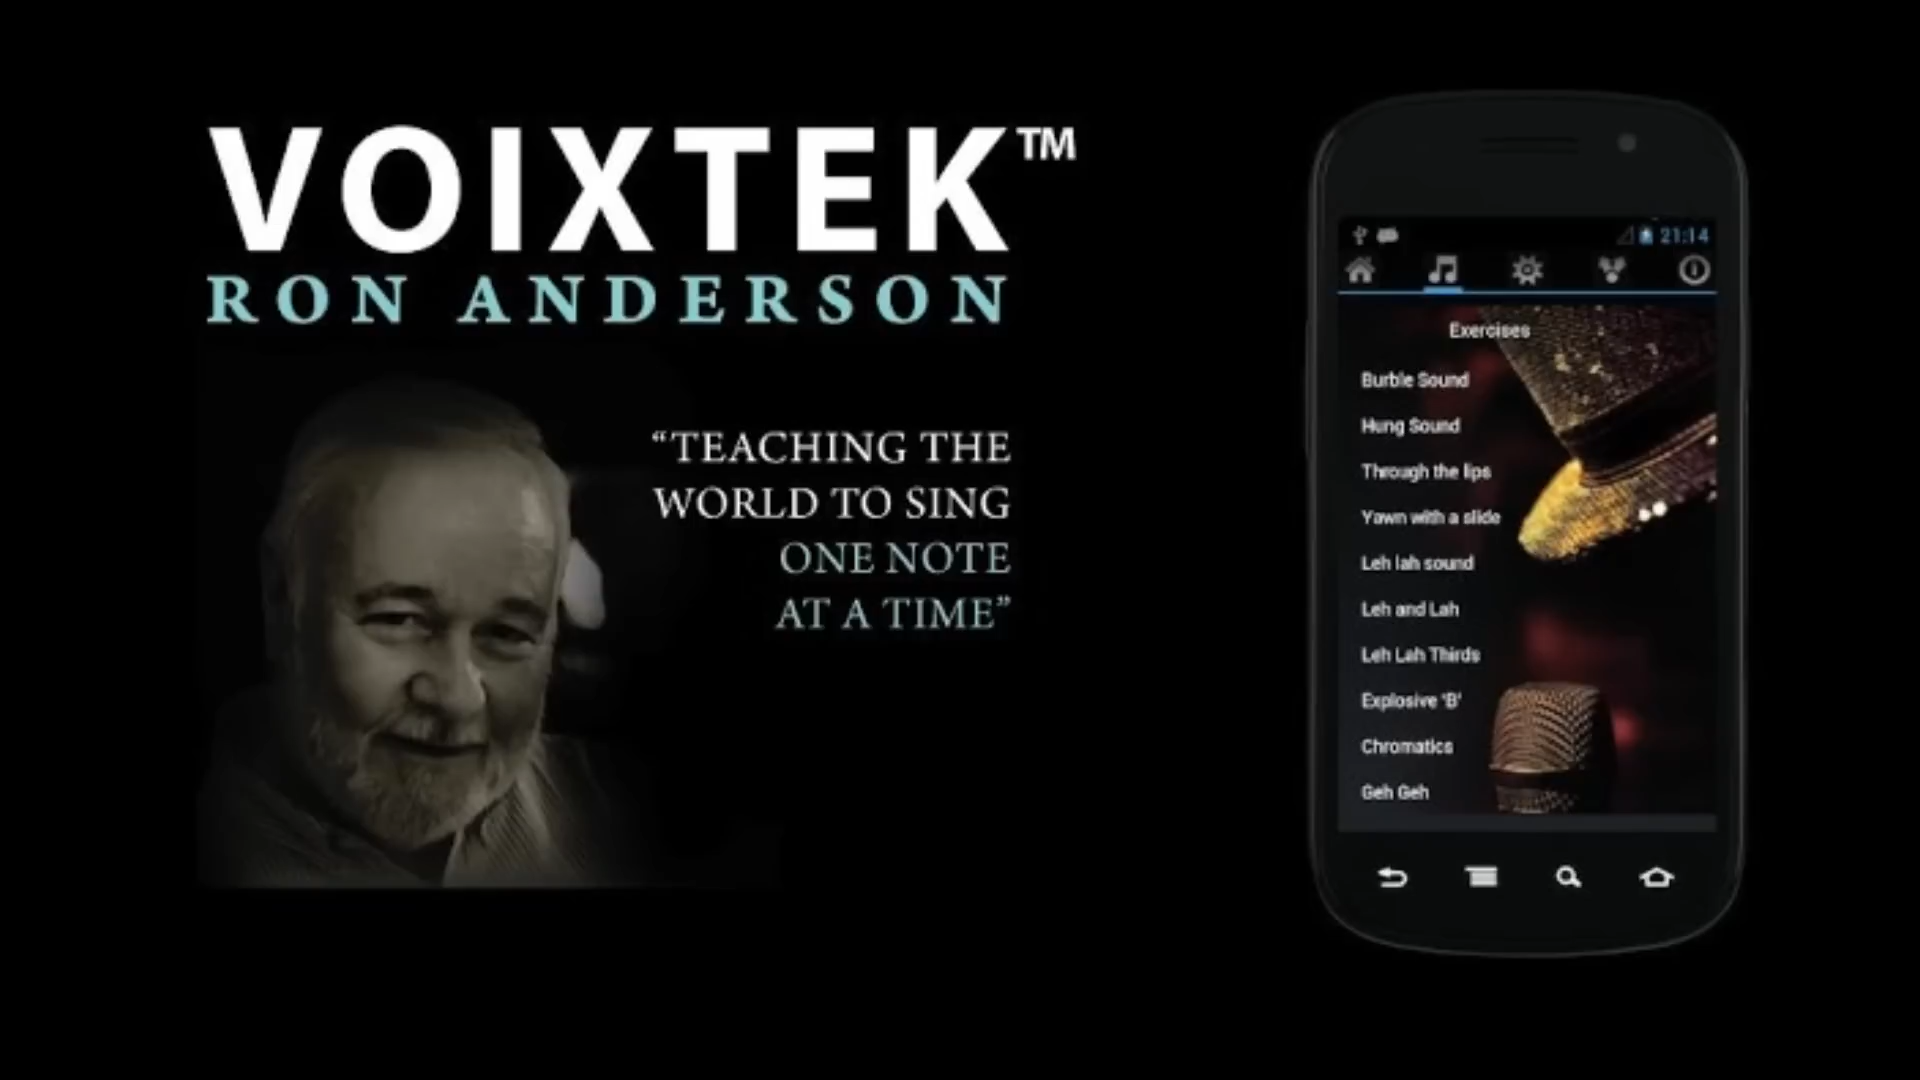 VOIXTEK™
RON ANDERSON
“TEACHING THE
WORLD TO SING
ONE NOTE
AT A TIME”
21:14
Exercises
Burble Sound
Hung Sound
Through the lips
Yawn with a slide
Leh lah sound
Leh and Lah
Leh Lah Thirds
Explosive 'B'
Chromatics
Geh Geh